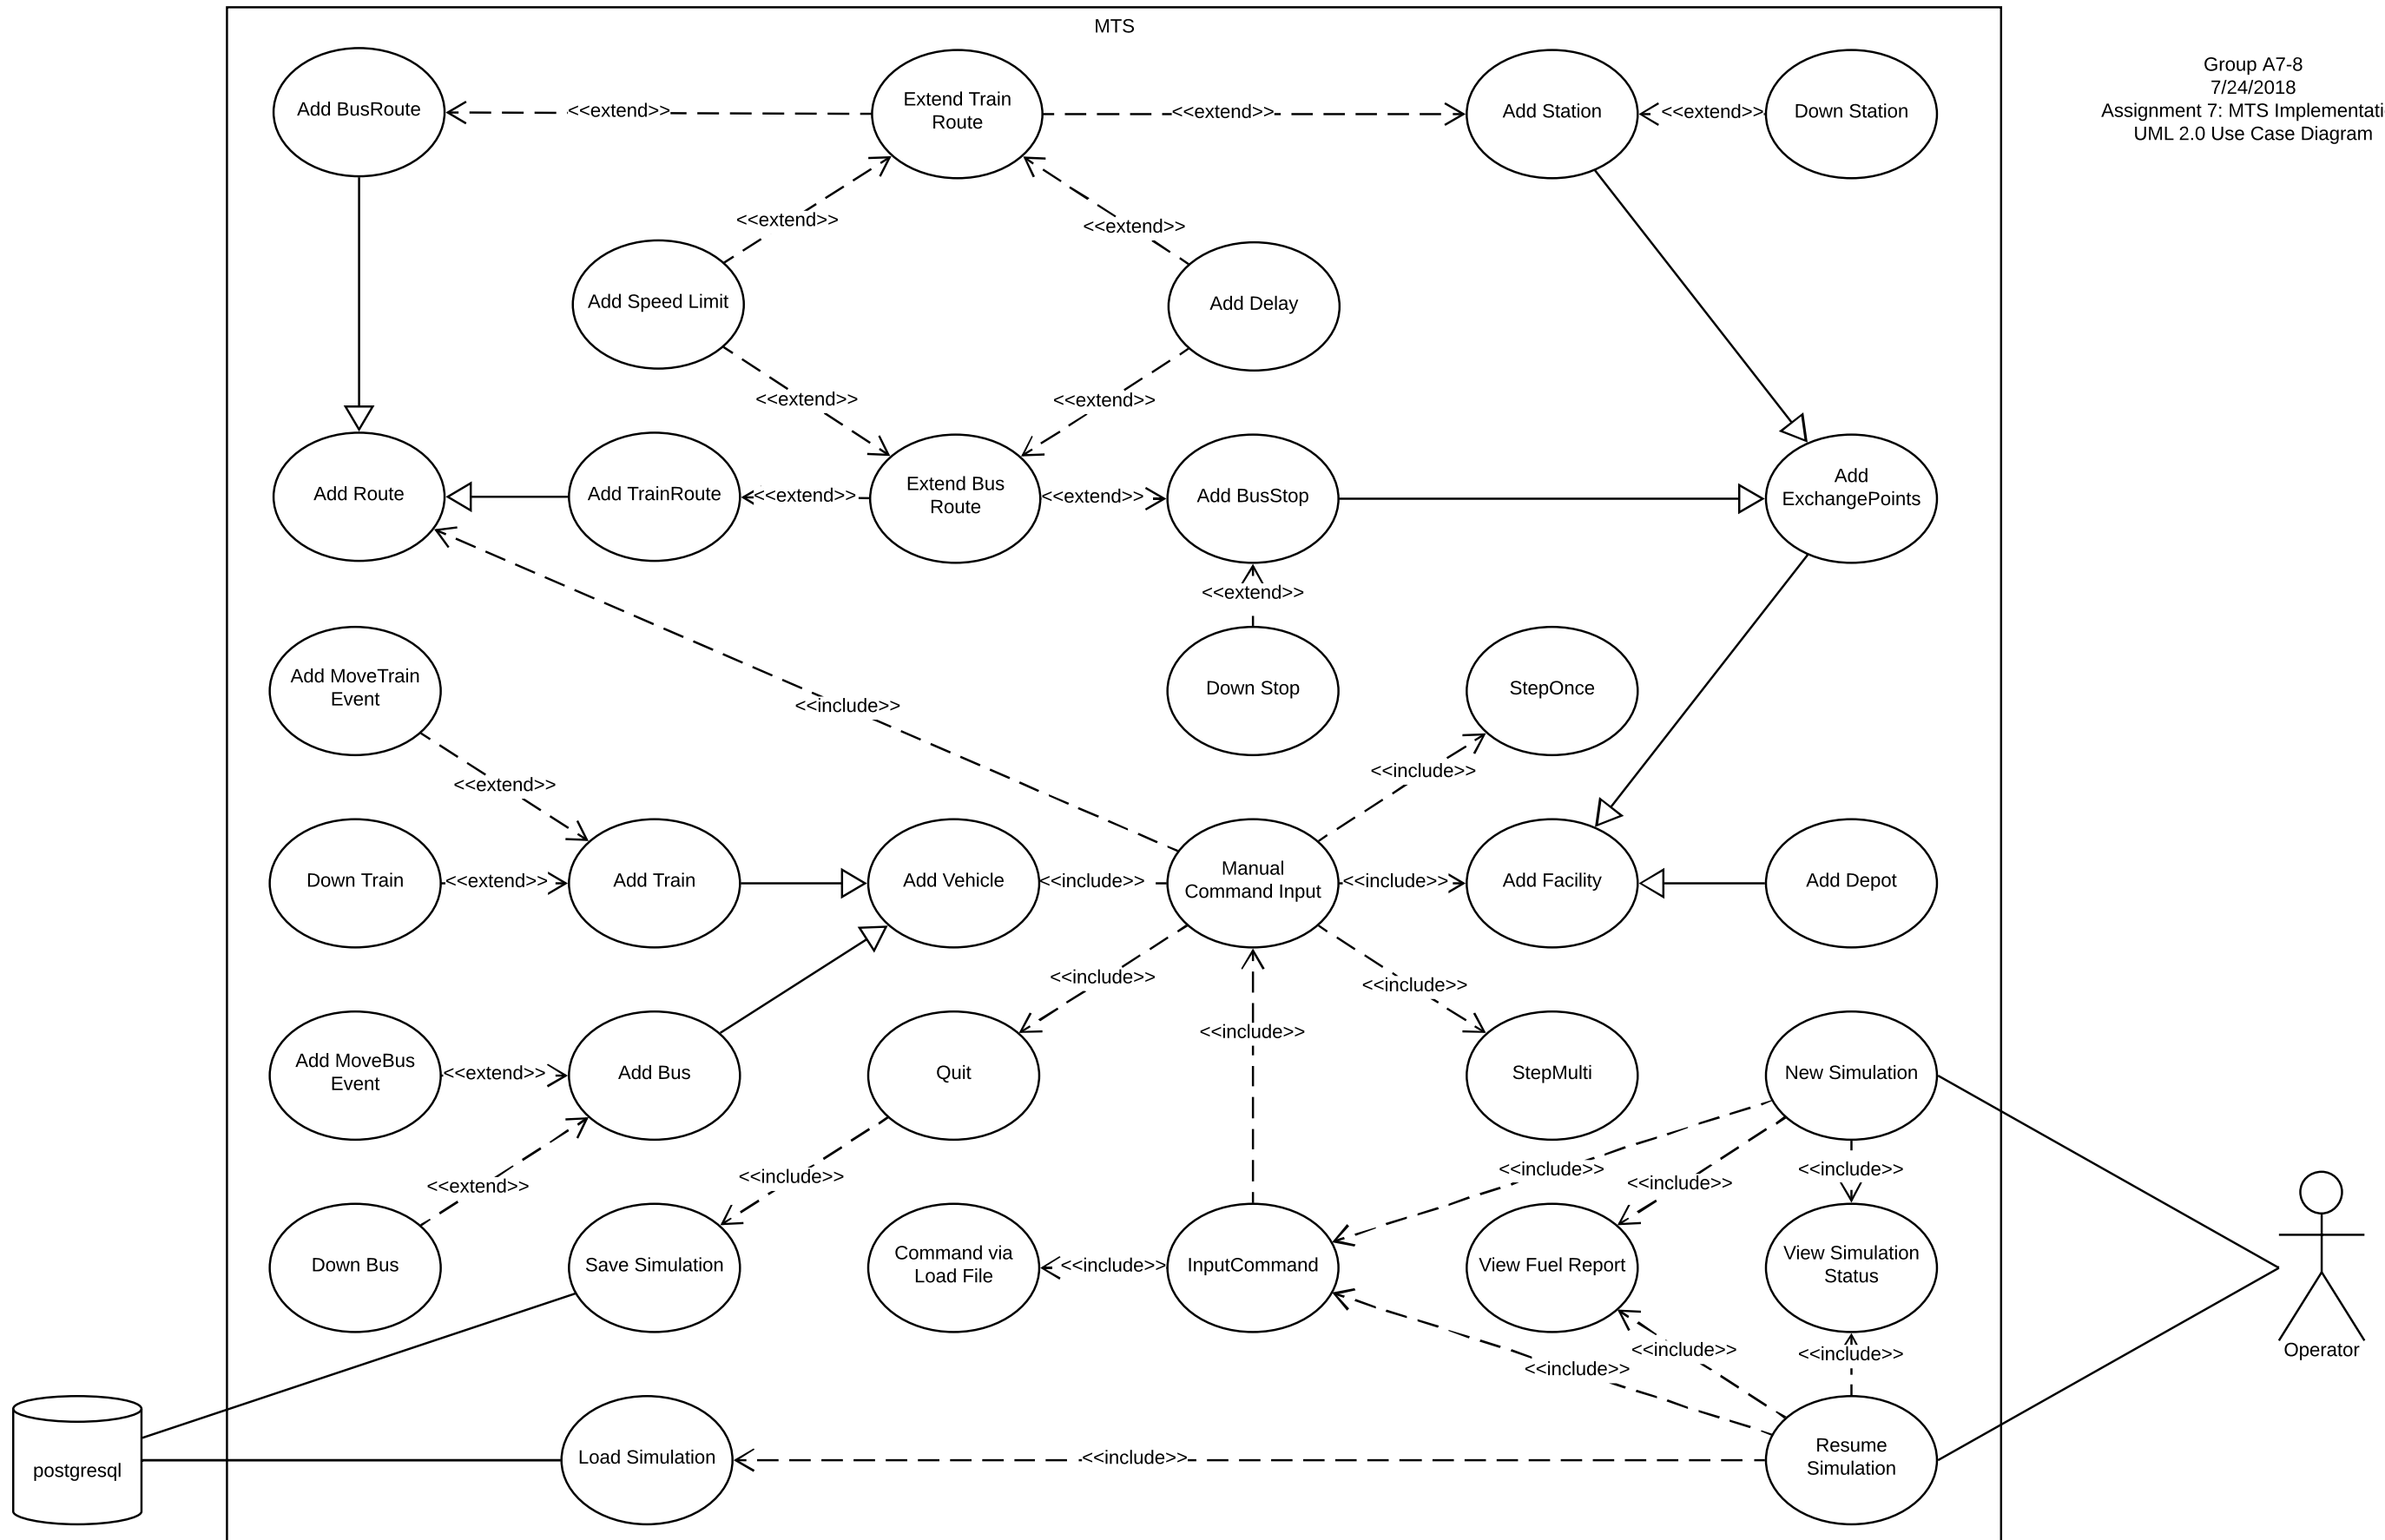 MTS
Group A7-8
7/24/2018
Assignment 7: MTS Implementati
UML 2.0 Use Case Diagram
Add BusRoute
<<extend>>
Extend Train
Route
<<extend>>
Add Station
<<extend>>
Down Station
<<extend>>
<<extend>>
Add Speed Limit
Add Delay
<<extend>>
<<extend>>
Add Route
Add TrainRoute
<<extend>>
Extend Bus
Route
<<extend>>
Add BusStop
Add
ExchangePoints
<<extend>>
Add MoveTrain
Event
<<include>>
Down Stop
StepOnce
<<extend>>
<<include>>
Down Train
<<extend>>
Add Train
Add Vehicle
<<include>>
Manual
Command Input
<<include>>
Add Facility
Add Depot
<<include>>
<<include>>
<<include>>
Add MoveBus
Event
<<extend>>
Add Bus
Quit
StepMulti
New Simulation
<<extend>>
<<include>>
<<include>>
<<include>>
<<include>>
Down Bus
Save Simulation
Command via
Load File
<<include>>
InputCommand
View Fuel Report
View Simulation
Status
Operator
<<include>>
<<include>>
<<include>>
postgresql
Load Simulation
<<include>>
Resume
Simulation